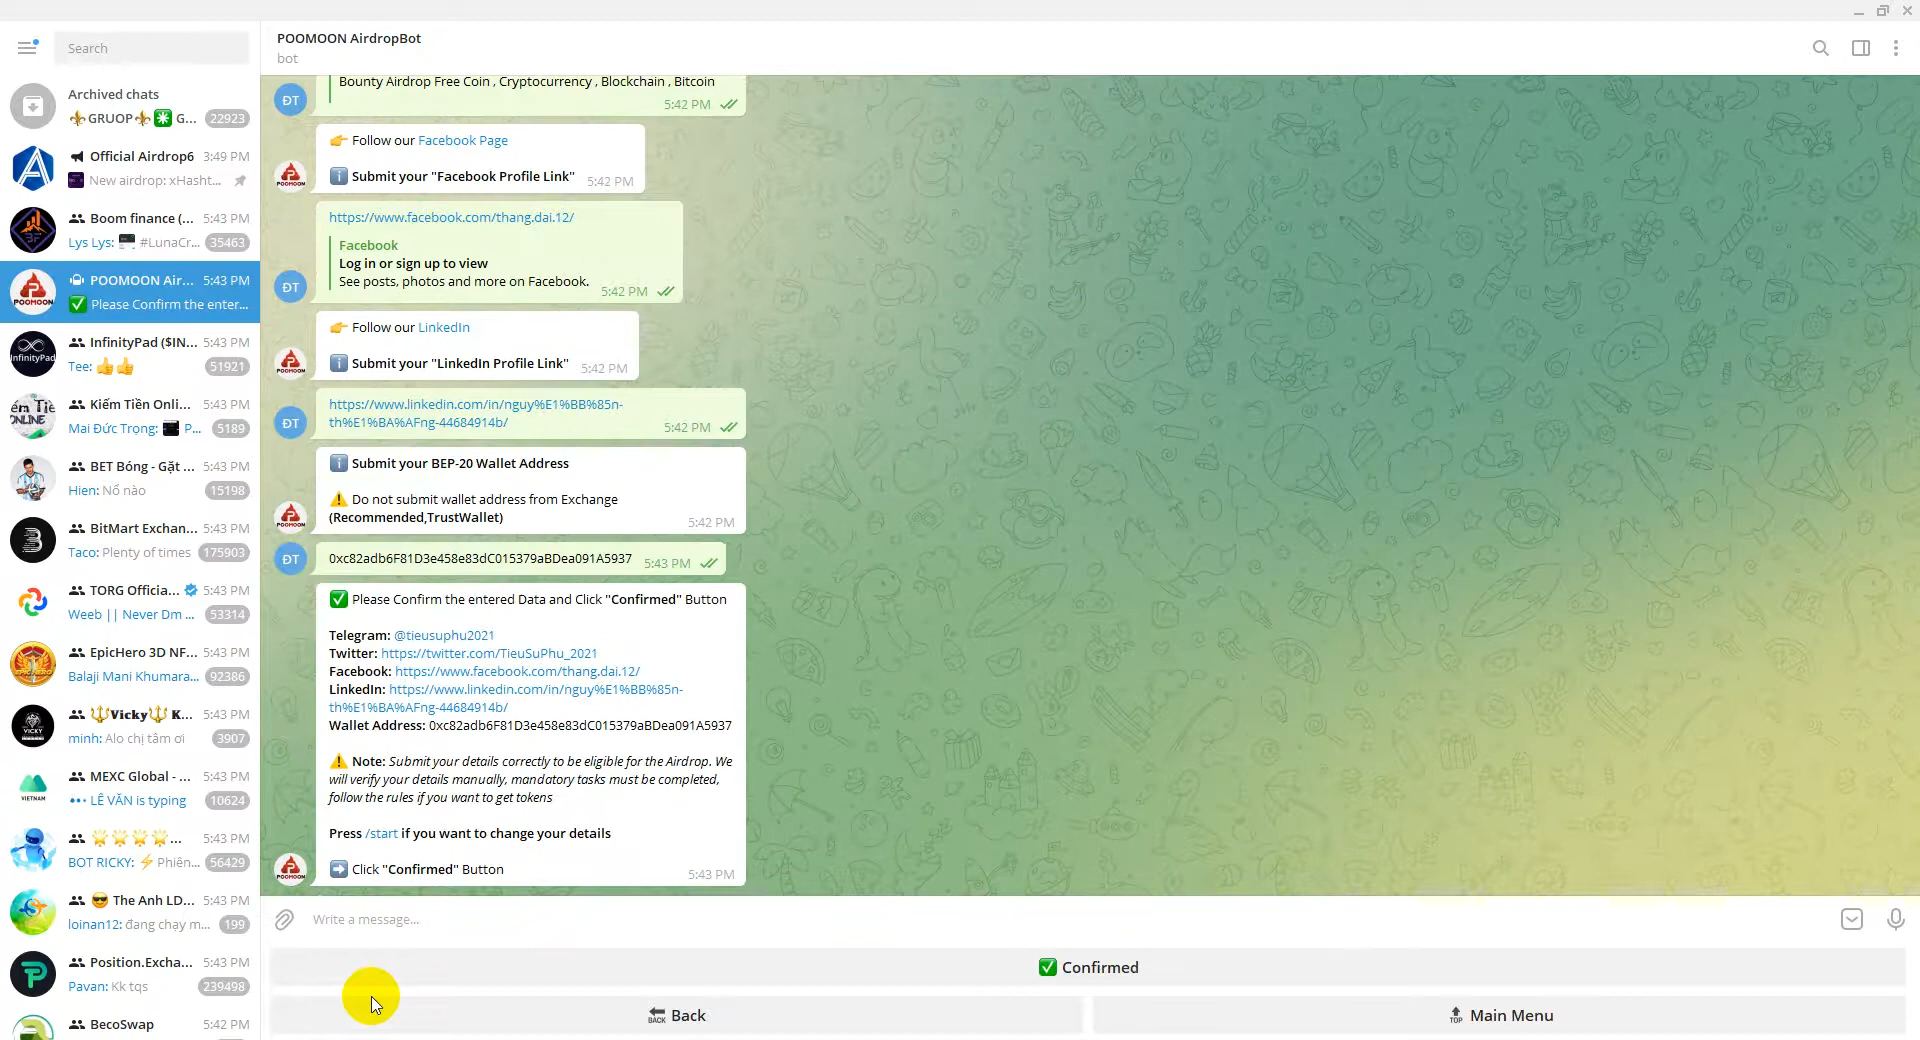 Search
Archived chats
GRUOP G... 22923
Official Airdrop6 3:49 PM
New airdrop: xHasht...
Boom finance (... 5:43 PM
Lys Lys: #LunaCr... 35463
POOMOON Air... 5:43 PM
Please Confirm the enter...
InfinityPad ($IN... 5:43 PM
Tee: 51921
Kiếm Tiền Onli... 5:43 PM
Mai Đức Trọng: P... 5189
BET Bóng - Gặt ... 5:43 PM
Hien: Nổ nào 15198
BitMart Exchan... 5:43 PM
Taco: Plenty of times 175903
TORG Officia... 5:43 PM
Weeb || Never Dm ... 53314
EpicHero 3D NF... 5:43 PM
Balaji Mani Khumara... 92386
Vicky K... 5:43 PM
minh: Alo chị tâm ơi 3907
MEXC Global - ... 5:43 PM
LÊ VĂN is typing 10624
... 5:43 PM
BOT RICKY: Phiên... 56429
The Anh LD... 5:43 PM
loinan12: đang chạy m... 199
Position.Excha... 5:43 PM
Pavan: Kk tqs 239498
BecoSwap 5:42 PM
POOMOON AirdropBot
bot
Bounty Airdrop Free Coin , Cryptocurrency , Blockchain , Bitcoin
5:42 PM
Follow our Facebook Page
Submit your "Facebook Profile Link" 5:42 PM
https://www.facebook.com/thang.dai.12/
Facebook
Log in or sign up to view
See posts, photos and more on Facebook. 5:42 PM
Follow our LinkedIn
Submit your "LinkedIn Profile Link" 5:42 PM
https://www.linkedin.com/in/nguy%E1%BB%85n-
th%E1%BA%AFng-44684914b/ 5:42 PM
Submit your BEP-20 Wallet Address
Do not submit wallet address from Exchange
(Recommended,TrustWallet) 5:42 PM
0xc82adb6F81D3e458e83dC015379aBDea091A5937 5:43 PM
Please Confirm the entered Data and Click "Confirmed" Button
Telegram: @tieusuphu2021
Twitter: https://twitter.com/TieuSuPhu_2021
Facebook: https://www.facebook.com/thang.dai.12/
LinkedIn: https://www.linkedin.com/in/nguy%E1%BB%85n-
th%E1%BA%AFng-44684914b/
Wallet Address: 0xc82adb6F81D3e458e83dC015379aBDea091A5937
Note: Submit your details correctly to be eligible for the Airdrop. We
will verify your details manually, mandatory tasks must be completed,
follow the rules if you want to get tokens
Press /start if you want to change your details
Click "Confirmed" Button 5:43 PM
Write a message...
Confirmed
BACK Back
TOP Main Menu